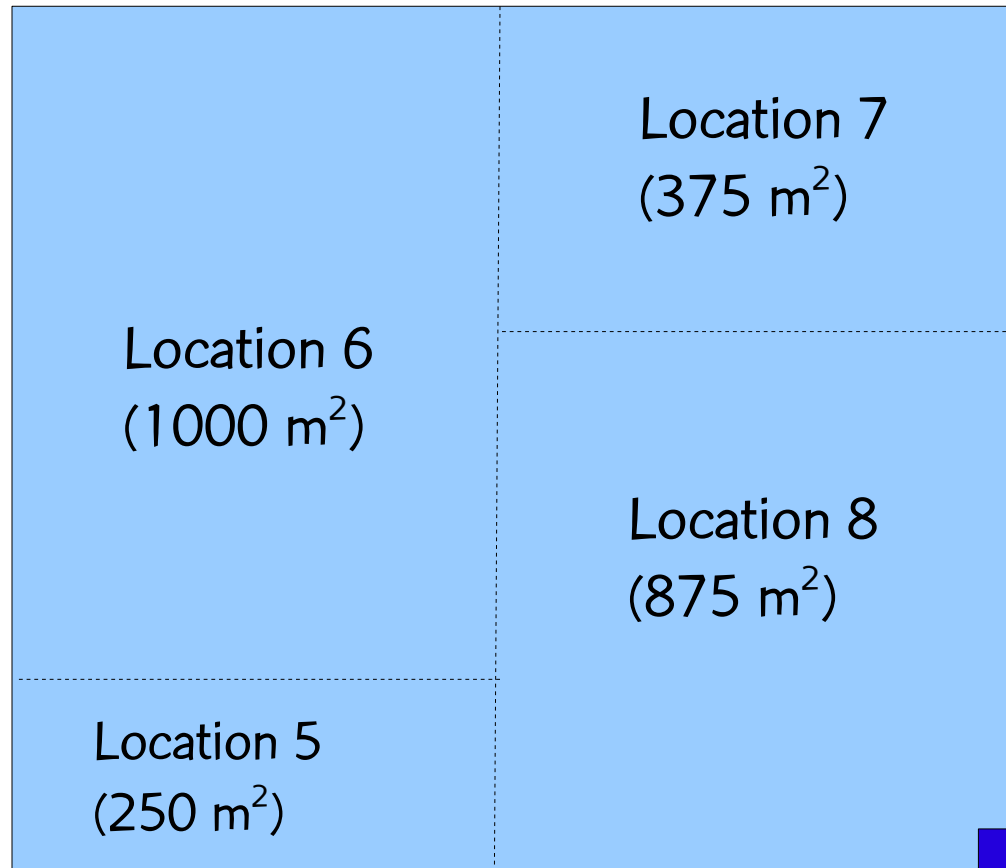 Location 7
(375 m²)
Location 6
(1000 m²)
Location 8
(875 m²)
Location 5
(250 m²)